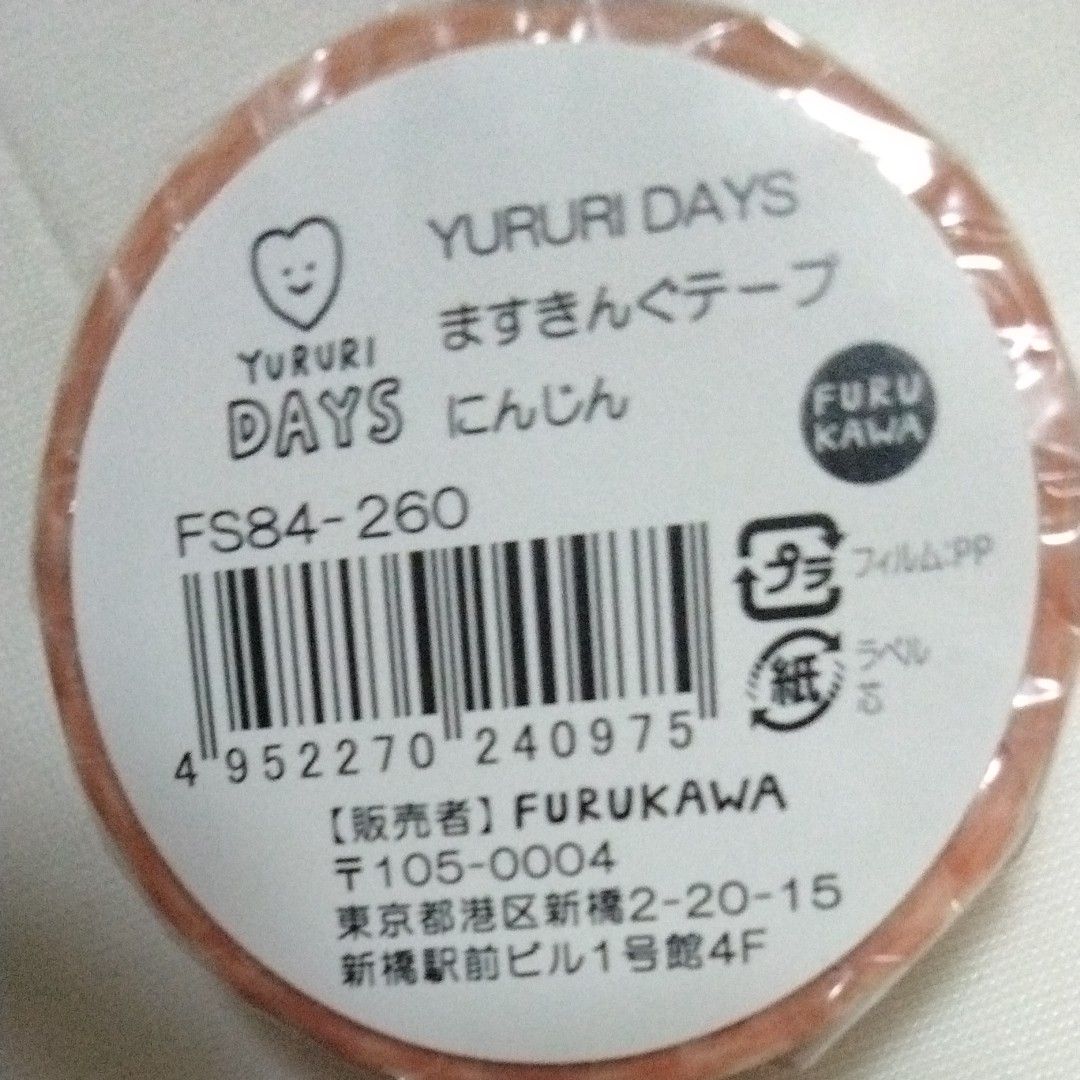 YURURI DAYS
ますきんぐテープ
にんじん
YURURI
DAYS
FURU
KAWA
FS84-260
プラ
フィルム:PP
紙
ラベル
芯
4 952270 240975
【販売者】FURUKAWA
〒105-0004
東京都港区新橋2-20-15
新橋駅前ビル1号館4F